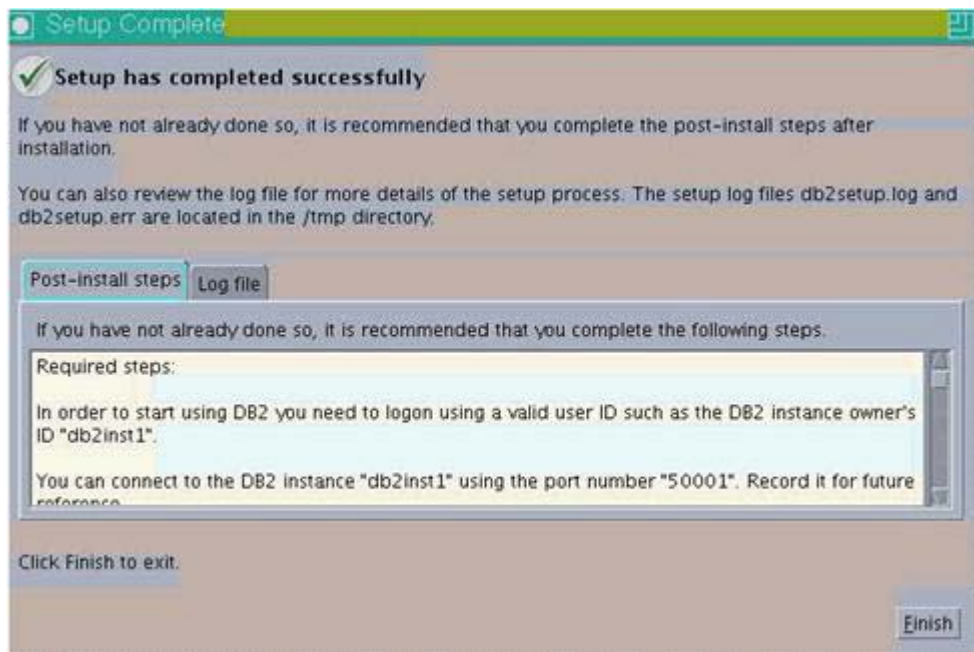 Setup Complete
Setup has completed successfully
If you have not already done so, it is recommended that you complete the post-install steps after
installation.
You can also review the log file for more details of the setup process. The setup log files db2setup.log and
db2setup.err are located in the /tmp directory.
Post-install steps
Log file
If you have not already done so, it is recommended that you complete the following steps.
Required steps:
In order to start using DB2 you need to logon using a valid user ID such as the DB2 instance owner's
ID "db2inst1".
You can connect to the DB2 instance "db2inst1" using the port number "50001". Record it for future
reference
Click Finish to exit.
Finish